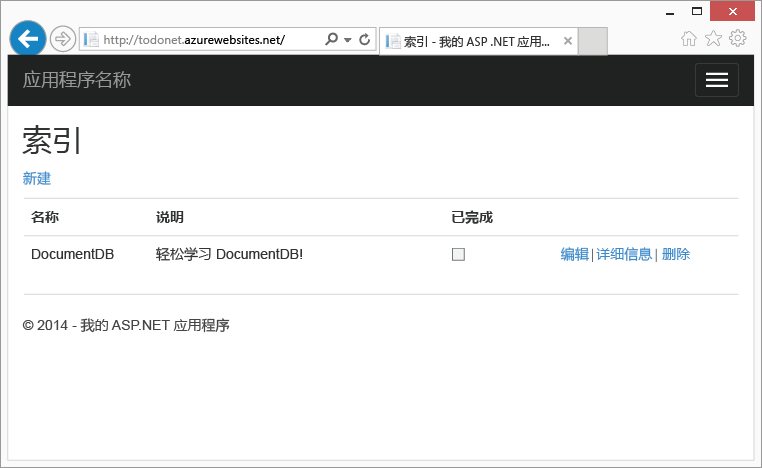 http://todonet.azurewebsites.net/
索引 - 我的 ASP .NET 应用...
应用程序名称
索引
新建
名称 说明 已完成
DocumentDB 轻松学习 DocumentDB! 编辑|详细信息| 删除
© 2014 - 我的 ASP.NET 应用程序